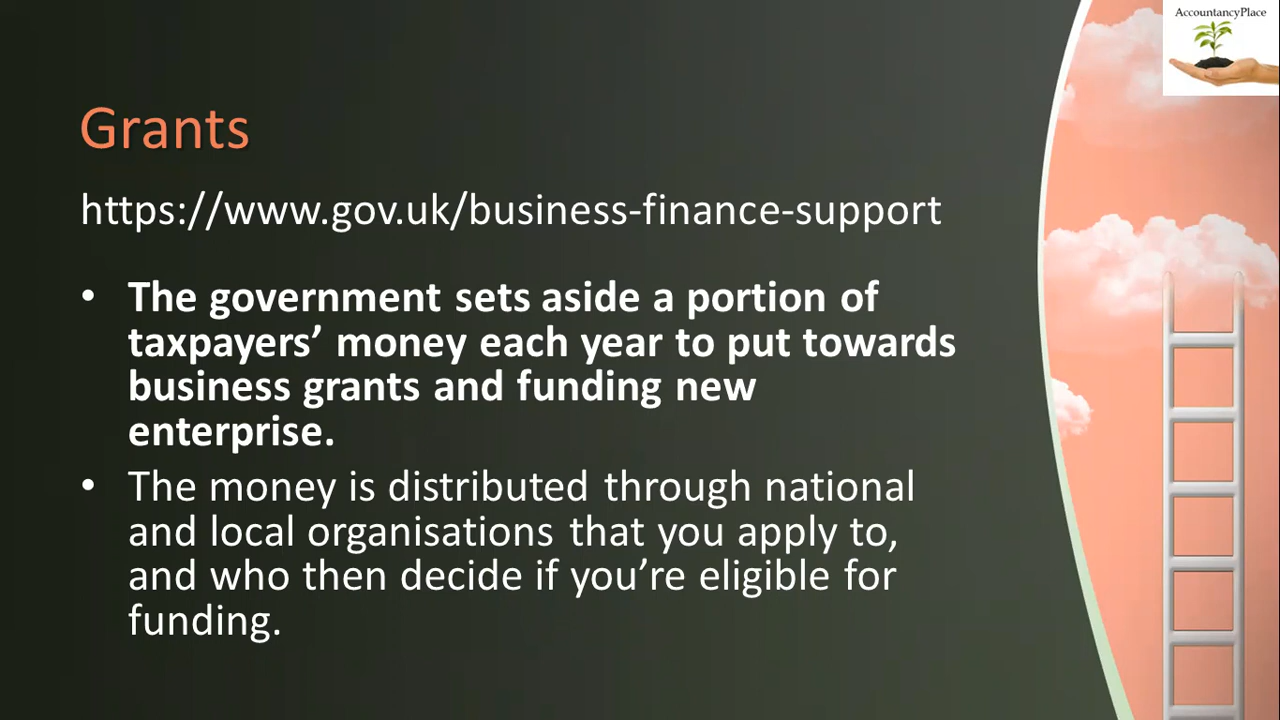 AccountancyPlace
Grants
https://www.gov.uk/business-finance-support
• The government sets aside a portion of
taxpayers’ money each year to put towards
business grants and funding new
enterprise.
• The money is distributed through national
and local organisations that you apply to,
and who then decide if you’re eligible for
funding.